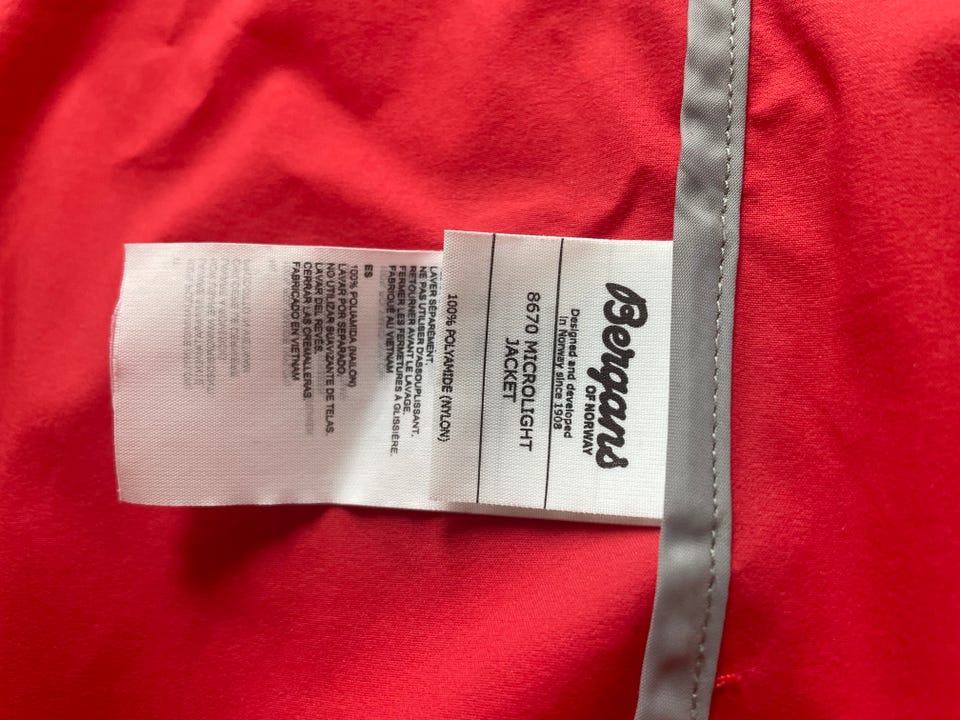 Bergans
OF NORWAY
Designed and developed
in Norway since 1908
8670 MICROLIGHT
JACKET
100% POLYAMIDE (NYLON)
LAVER SÉPARÉMENT.
NE PAS UTILISER D'ASSOUPLISSANT.
RETOURNER AVANT LE LAVAGE.
FERMER LES FERMETURES À GLISSIÈRE.
FABRIQUÉ AU VIETNAM
ES
100% POLIAMIDA (NAILON)
LAVAR POR SEPARADO.
NO UTILIZAR SUAVIZANTE DE TELAS.
LAVAR DEL REVÉS.
CERRAR LAS CREMALLERAS.
FABRICADO EN VIETNAM